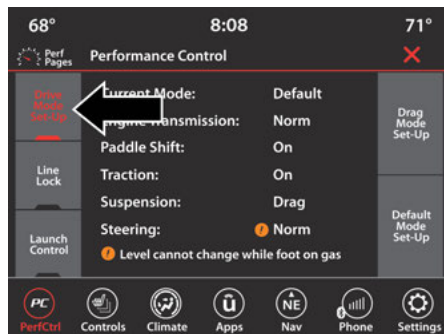 68°
8:08
71°
Perf
Pages
Performance Control
Drive
Mode
Set-Up
Current Mode: Default
Engine Transmission: Norm
Paddle Shift: On
Traction: On
Suspension: Drag
Steering: ! Norm
! Level cannot change while foot on gas
Line
Lock
Launch
Control
Drag
Mode
Set-Up
Default
Mode
Set-Up
PC
PerfCtrl
Controls
Climate
û
Apps
NE
Nav
Phone
Settings